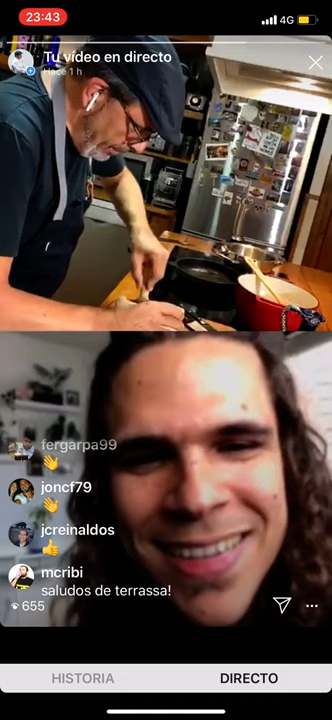 23:43
4G
Tu vídeo en directo
Hace 1 h
fergarpa99
👋
joncf79
👋
jcreinaldos
👍
mcribi
saludos de terrassa!
655
HISTORIA
DIRECTO